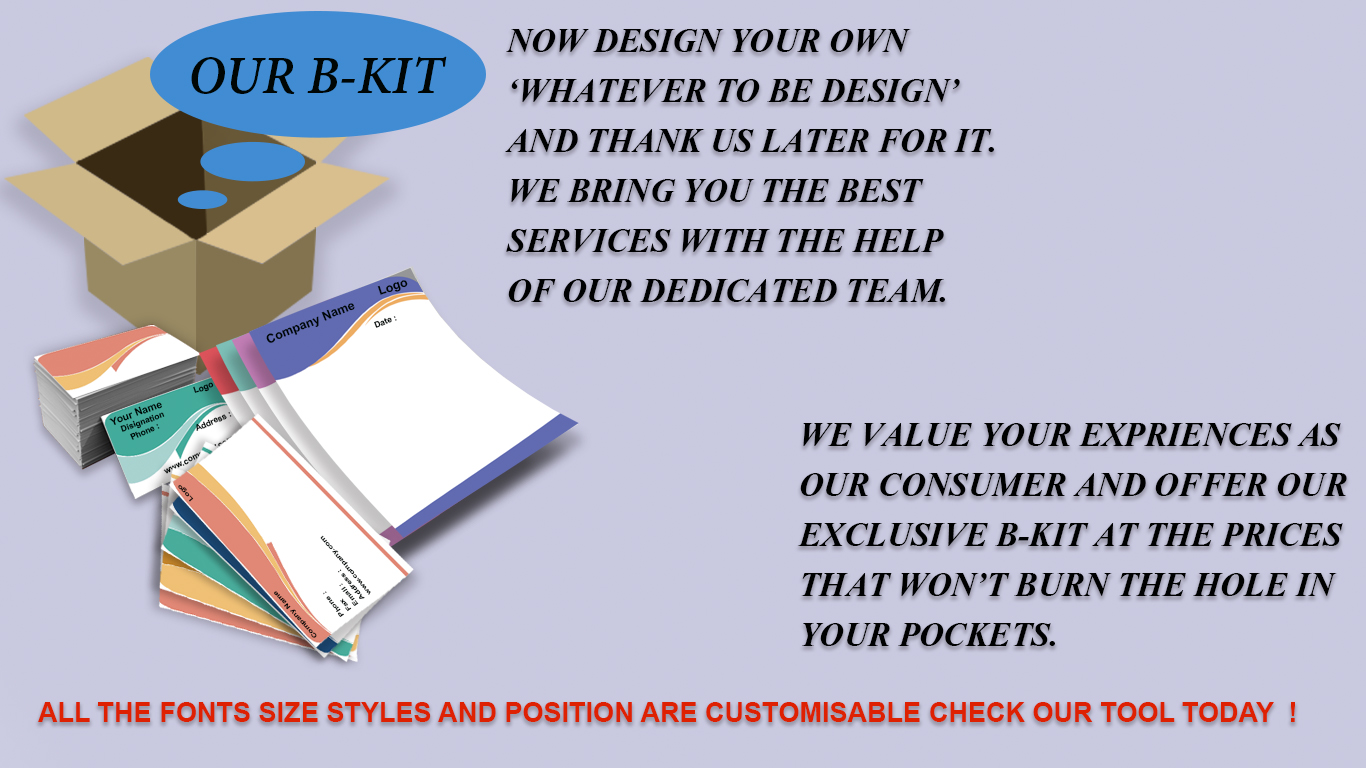 OUR B-KIT
NOW DESIGN YOUR OWN
‘WHATEVER TO BE DESIGN’
AND THANK US LATER FOR IT.
WE BRING YOU THE BEST
SERVICES WITH THE HELP
OF OUR DEDICATED TEAM.
Company Name
Logo
Date :
Your Name
Disignation
Phone :
Logo
Address :
Logo
Company Name
Phone :
Fax
Email :
Address :
www.company.com
WE VALUE YOUR EXPRIENCES AS
OUR CONSUMER AND OFFER OUR
EXCLUSIVE B-KIT AT THE PRICES
THAT WON’T BURN THE HOLE IN
YOUR POCKETS.
ALL THE FONTS SIZE STYLES AND POSITION ARE CUSTOMISABLE CHECK OUR TOOL TODAY !